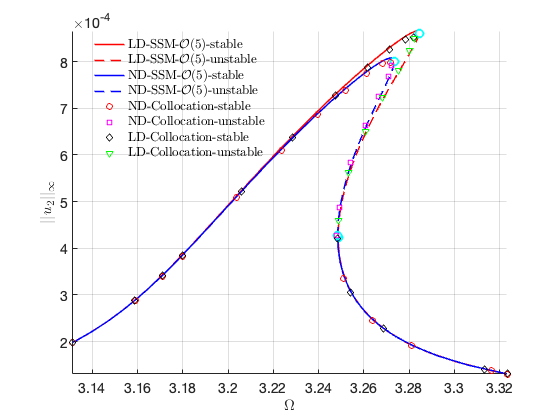 ×10⁻⁴
LD-SSM-𝒪(5)-stable
LD-SSM-𝒪(5)-unstable
ND-SSM-𝒪(5)-stable
ND-SSM-𝒪(5)-unstable
ND-Collocation-stable
ND-Collocation-unstable
LD-Collocation-stable
LD-Collocation-unstable
8
7
6
5
4
3
2
||u₂||∞
3.14 3.16 3.18 3.2 3.22 3.24 3.26 3.28 3.3 3.32
Ω